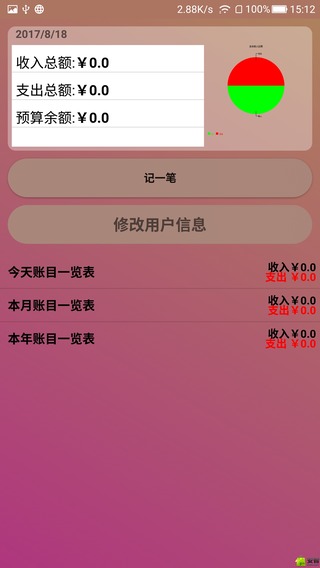 2.88K/s 100% 15:12
2017/8/18
收入总额:￥0.0
支出总额:￥0.0
预算余额:￥0.0
记一笔
修改用户信息
今天账目一览表 收入￥0.0
支出 ￥0.0
本月账目一览表 收入￥0.0
支出 ￥0.0
本年账目一览表 收入￥0.0
支出 ￥0.0